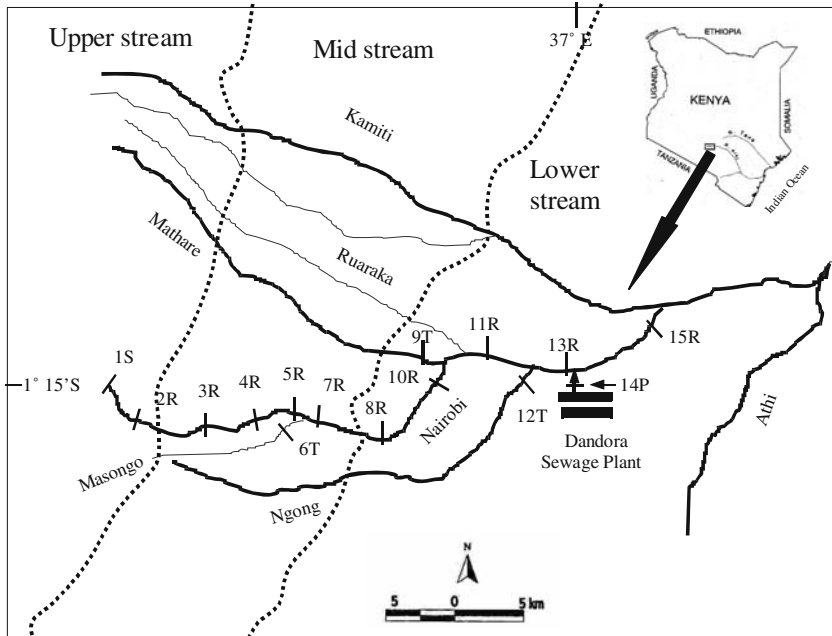 Upper stream
Mid stream
37° E
Lower
stream
ETHIOPIA
UGANDA
KENYA
SOMALIA
TANZANIA
Indian Ocean
Kamiti
Mathare
Ruaraka
1° 15'S
1S
2R
3R
4R
5R
6T
7R
8R
9T
10R
11R
12T
13R
14P
15R
Nairobi
Masongo
Ngong
Athi
Dandora
Sewage Plant
N
5 0 5 km